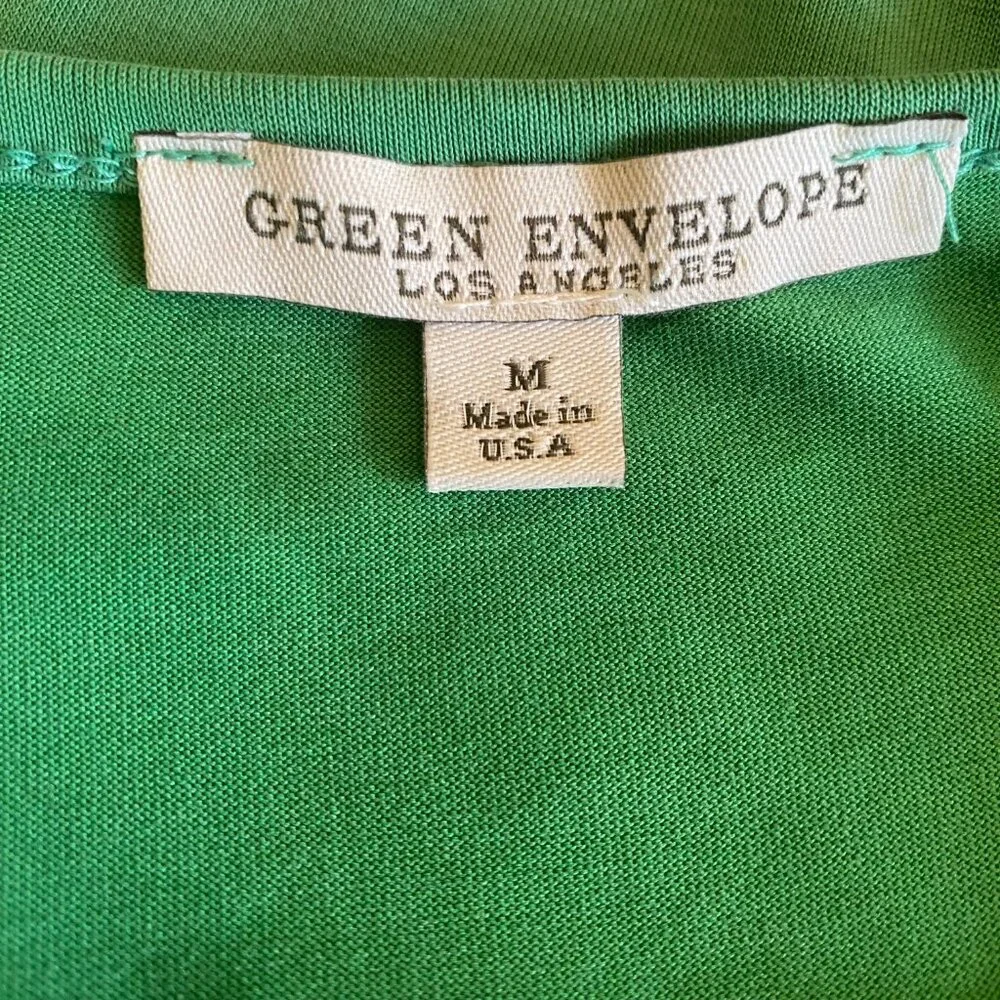 GREEN ENVELOPE
LOS ANGELES
M
Made in
U.S.A